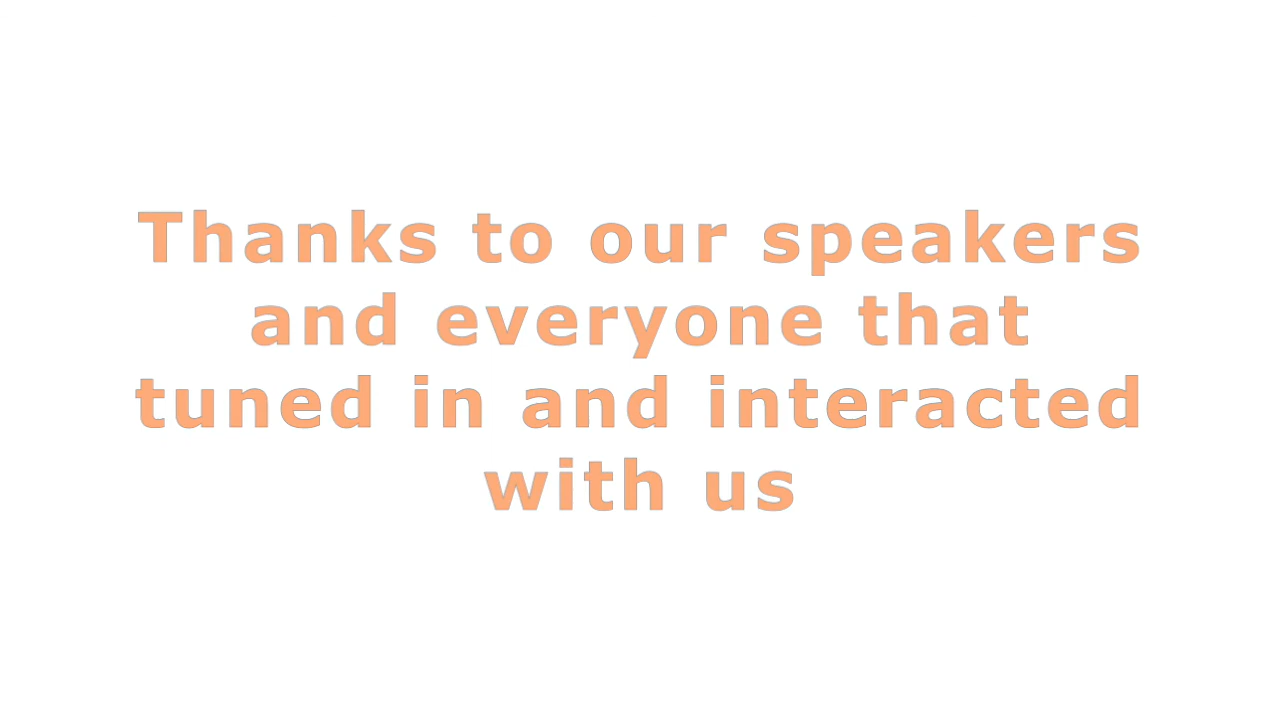 Thanks to our speakers
and everyone that
tuned in and interacted
with us